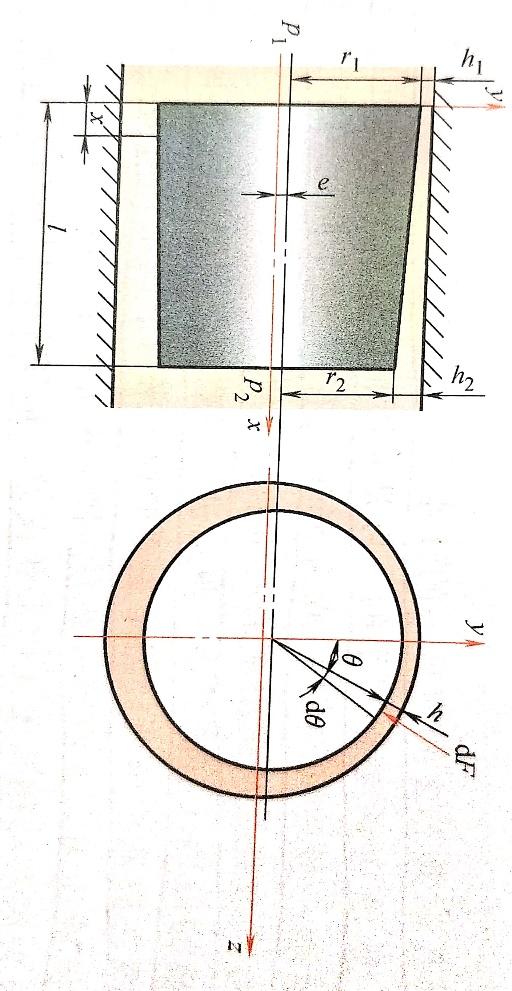 p₁
r₁
h₁
y
x
e
l
p₂
r₂
h₂
x
y
θ
dθ
h
dF
z